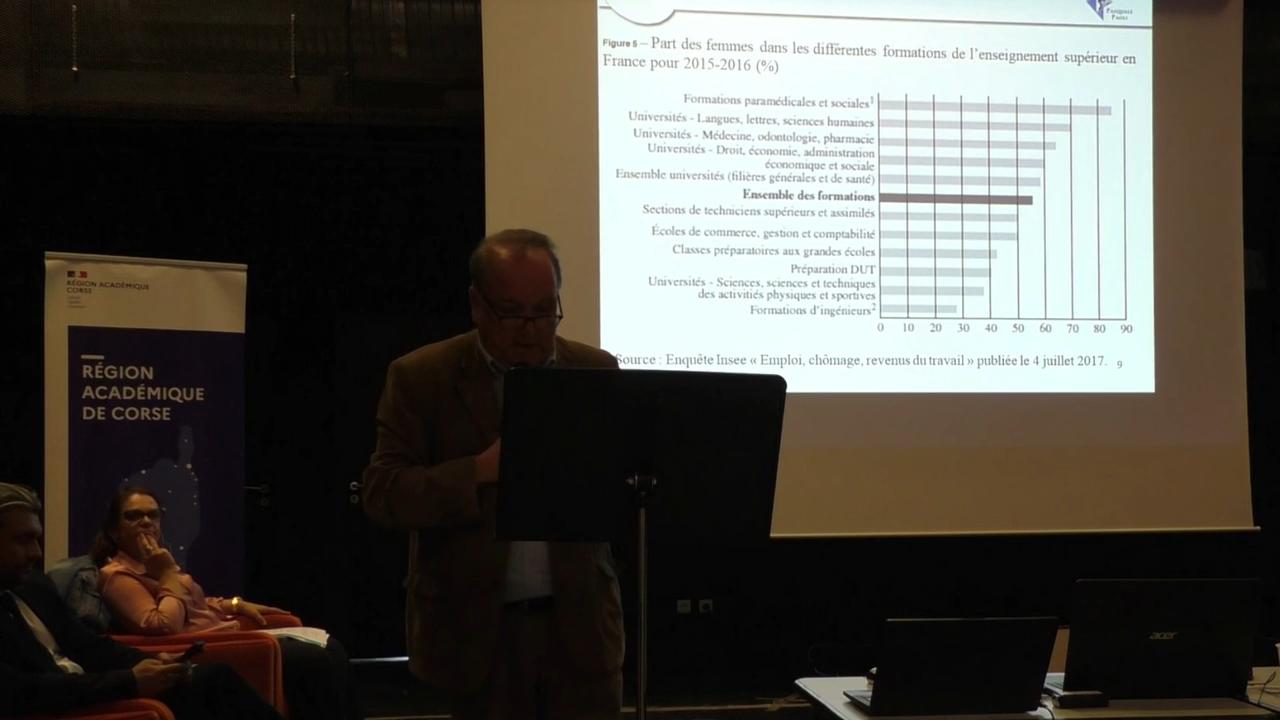 PASQUALE
PAOLI
Figure 5 – Part des femmes dans les différentes formations de l'enseignement supérieur en
France pour 2015-2016 (%)
Formations paramédicales et sociales¹
Universités - Langues, lettres, sciences humaines
Universités - Médecine, odontologie, pharmacie
Universités - Droit, économie, administration
économique et sociale
Ensemble universités (filières générales et de santé)
Ensemble des formations
Sections de techniciens supérieurs et assimilés
Écoles de commerce, gestion et comptabilité
Classes préparatoires aux grandes écoles
Préparation DUT
Universités - Sciences, sciences et techniques
des activitiés physiques et sportives
Formations d'ingénieurs²
0 10 20 30 40 50 60 70 80 90
Source : Enquête Insee « Emploi, chômage, revenus du travail » publiée le 4 juillet 2017. 9
RÉGION ACADÉMIQUE
CORSE
RÉGION
ACADÉMIQUE
DE CORSE
acer